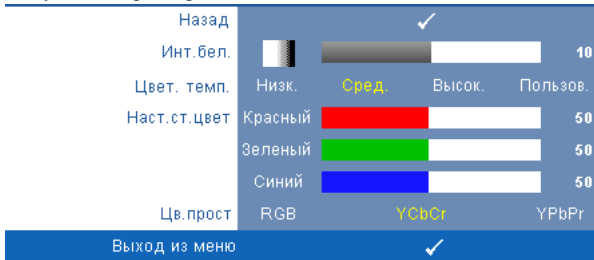 Назад
Инт.бел. 10
Цвет. темп. Низк. Сред. Высок. Пользов.
Наст.ст.цвет Красный 50
Зеленый 50
Синий 50
Цв.прост RGB YCbCr YPbPr
Выход из меню